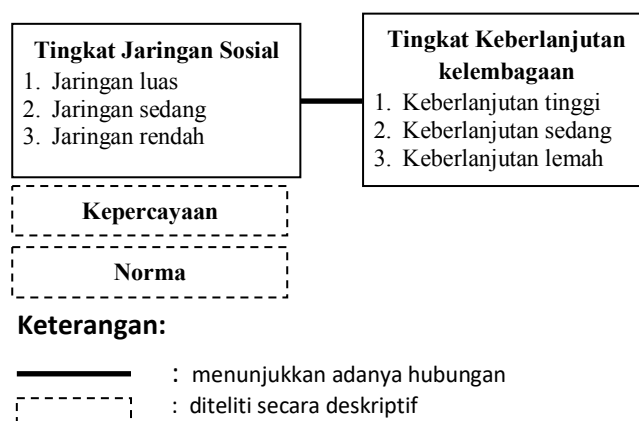 Tingkat Jaringan Sosial
1. Jaringan luas
2. Jaringan sedang
3. Jaringan rendah
Tingkat Keberlanjutan
kelembagaan
1. Keberlanjutan tinggi
2. Keberlanjutan sedang
3. Keberlanjutan lemah
Kepercayaan
Norma
Keterangan:
: menunjukkan adanya hubungan
: diteliti secara deskriptif